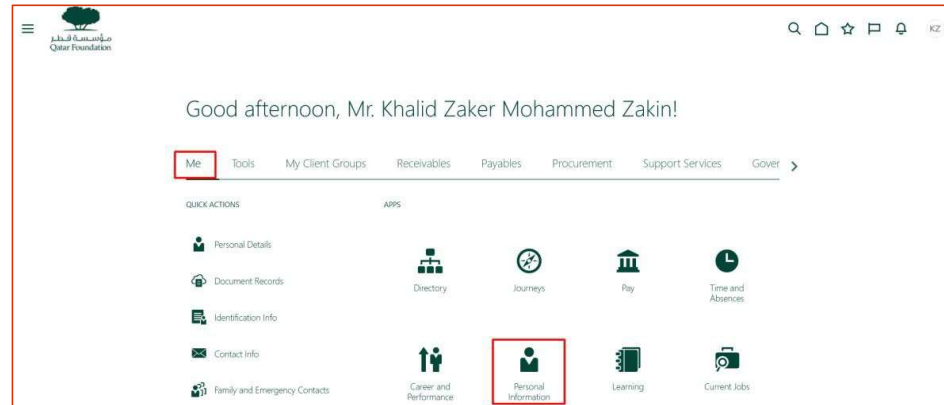 مؤسسة قطر
Qatar Foundation
KZ
Good afternoon, Mr. Khalid Zaker Mohammed Zakin!
Me Tools My Client Groups Receivables Payables Procurement Support Services Gover
QUICK ACTIONS
Personal Details
Document Records
Identification Info
Contact Info
Family and Emergency Contacts
APPS
Directory
Journeys
Pay
Time and
Absences
Career and
Performance
Personal
Information
Learning
Current Jobs